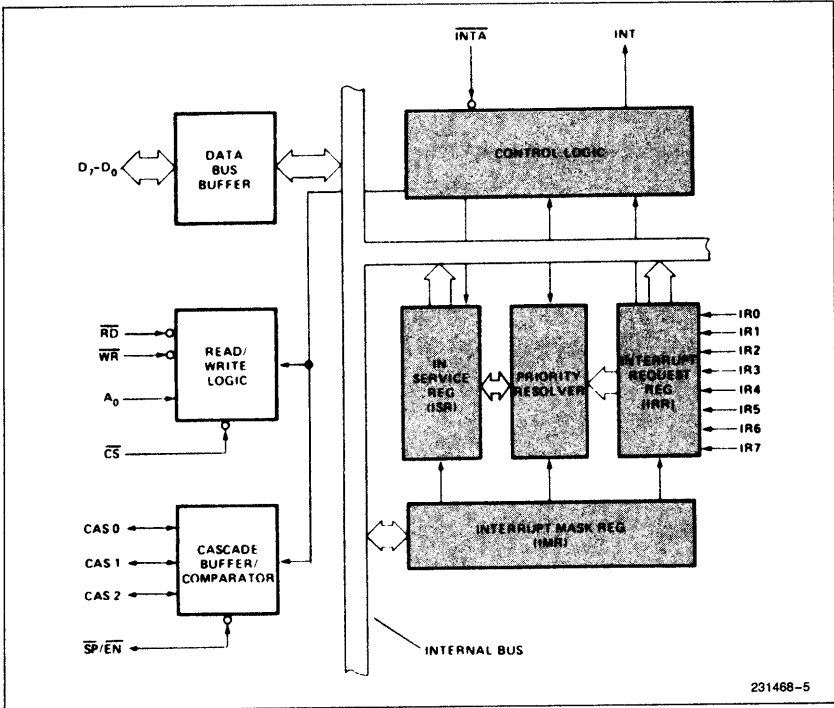 INTA INT
DATA
BUS
BUFFER
D7-D0
CONTROL LOGIC
RD
WR
A0
CS
READ/
WRITE
LOGIC
IN
SERVICE
REG
(ISR)
PRIORITY
RESOLVER
INTERRUPT
REQUEST
REG
(IRR)
IR0
IR1
IR2
IR3
IR4
IR5
IR6
IR7
INTERRUPT MASK REG
(IMR)
CAS 0
CAS 1
CAS 2
CASCADE
BUFFER/
COMPARATOR
SP/EN
INTERNAL BUS
231468-5